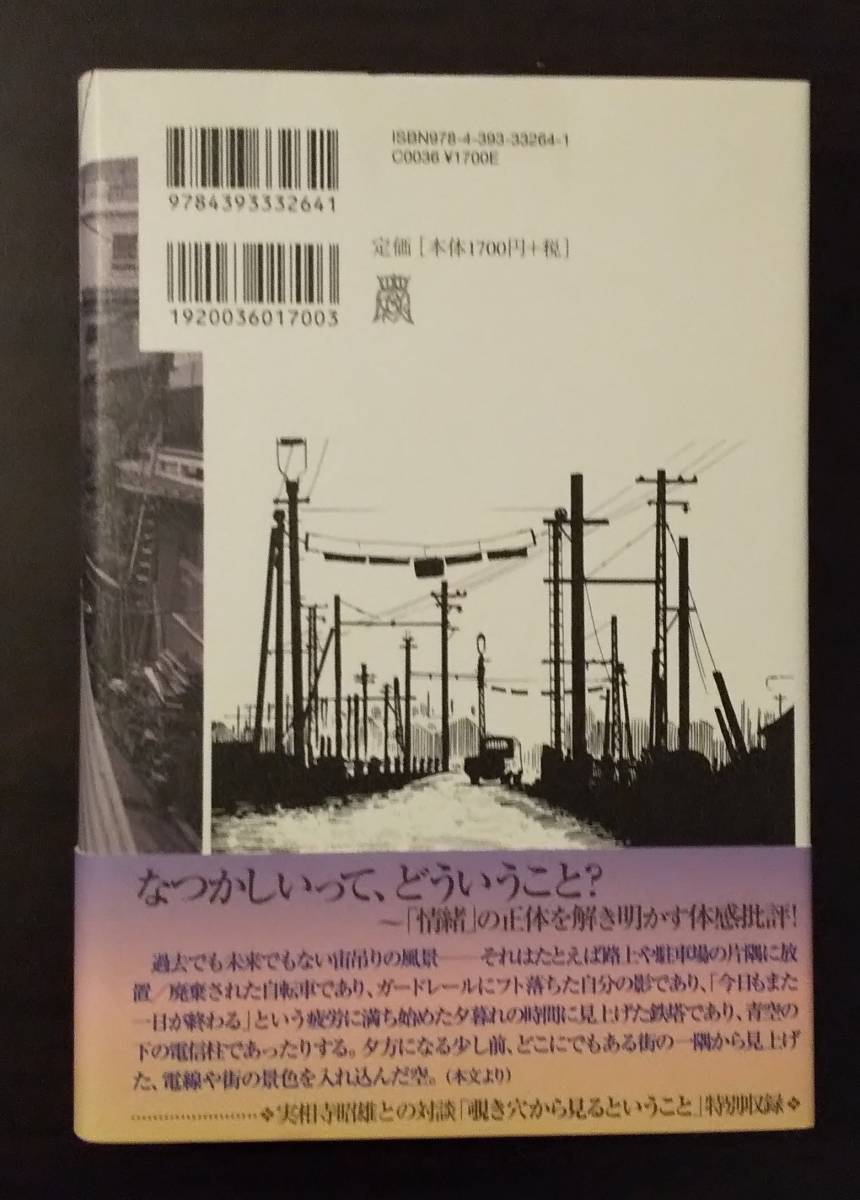 ISBN978-4-393-33264-1
C0036 ¥1700E
9784393332641
定価[本体1700円+税]
1920036017003
なつかしいって、どういうこと?
～「情緒」の正体を解き明かす体感批評!
過去でも未来でもない宙吊りの風景――それはたとえば路上や駐車場の片隅に放
置／廃棄された自転車であり、ガードレールにフト落ちた自分の影であり、「今日もまた
一日が終わる」という疲労に満ち始めた夕暮れの時間に見上げた鉄塔であり、青空の
下の電信柱であったりする。夕方になる少し前、どこにでもある街の一隅から見上げ
た、電線や街の景色を入れ込んだ空。(本文より)
……………………❖実相寺昭雄との対談「覗き穴から見るということ」特別収録❖